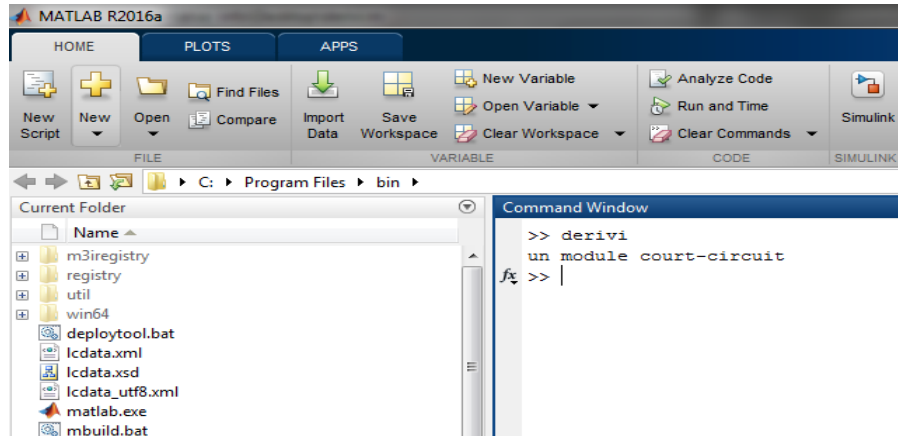 MATLAB R2016a
HOME PLOTS APPS
New Script
New
Open
Find Files
Compare
FILE
Import Data
Save Workspace
New Variable
Open Variable
Clear Workspace
VARIABLE
Analyze Code
Run and Time
Clear Commands
CODE
Simulink
SIMULINK
C: Program Files bin
Current Folder
Name
m3iregistry
registry
util
win64
deploytool.bat
lcdata.xml
lcdata.xsd
lcdata_utf8.xml
matlab.exe
mbuild.bat
Command Window
>> derivi
un module court-circuit
fx >>